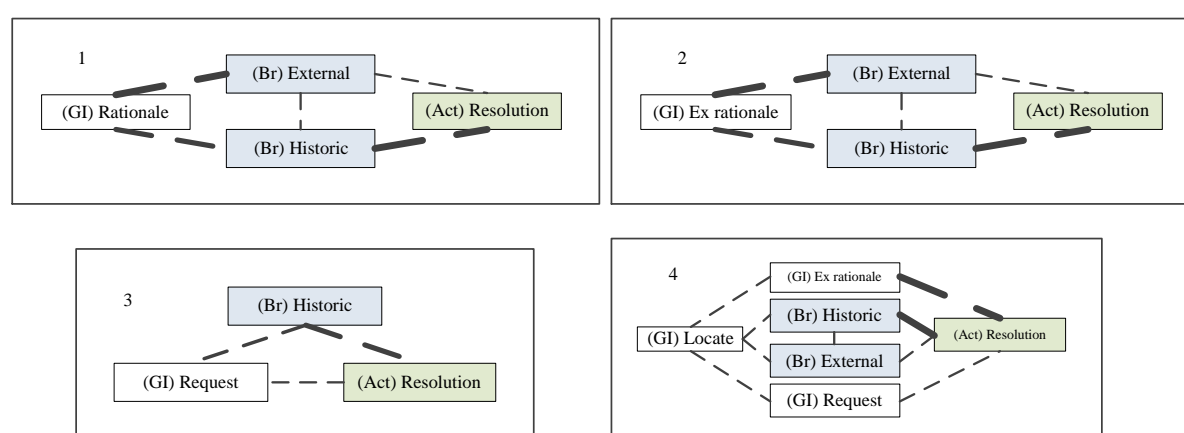 1
(Br) External
(GI) Rationale
(Act) Resolution
(Br) Historic
2
(Br) External
(GI) Ex rationale
(Act) Resolution
(Br) Historic
3
(Br) Historic
(GI) Request
(Act) Resolution
4
(GI) Ex rationale
(Br) Historic
(GI) Locate
(Act) Resolution
(Br) External
(GI) Request